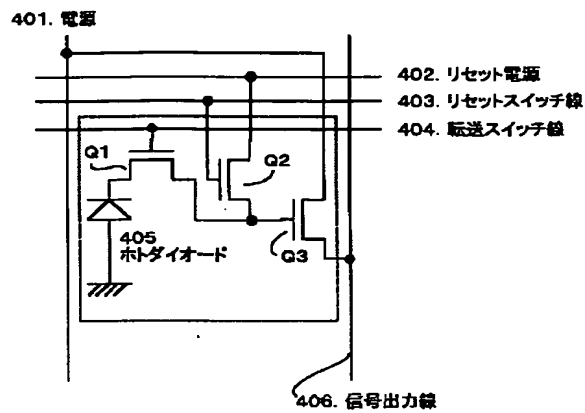 401. 電源
402. リセット電源
403. リセットスイッチ線
404. 転送スイッチ線
Q1
Q2
405
ホトダイオード
Q3
406. 信号出力線